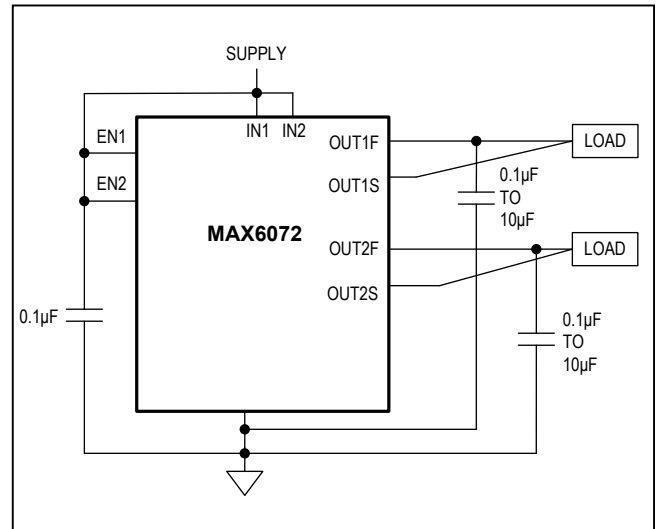 SUPPLY
EN1
IN1 IN2
OUT1F
LOAD
EN2
OUT1S
0.1µF
TO
10µF
MAX6072
OUT2F
LOAD
OUT2S
0.1µF
0.1µF
TO
10µF